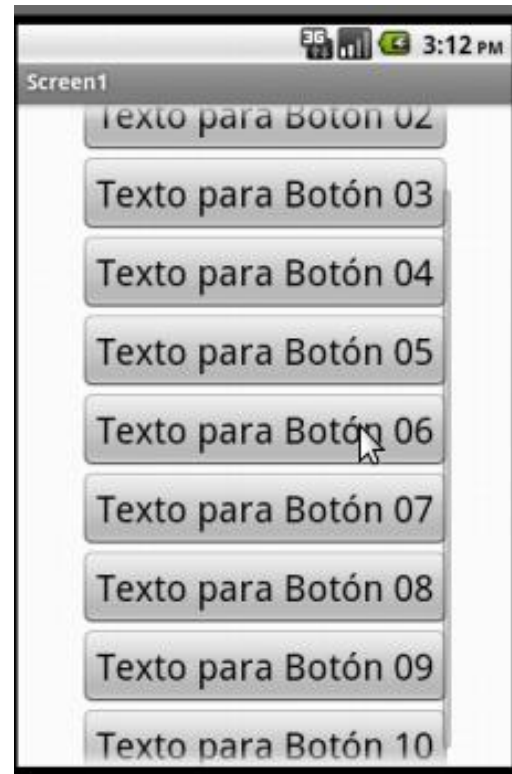 3G
3:12 PM
Screen1
Texto para Botón 02
Texto para Botón 03
Texto para Botón 04
Texto para Botón 05
Texto para Botón 06
Texto para Botón 07
Texto para Botón 08
Texto para Botón 09
Texto para Botón 10